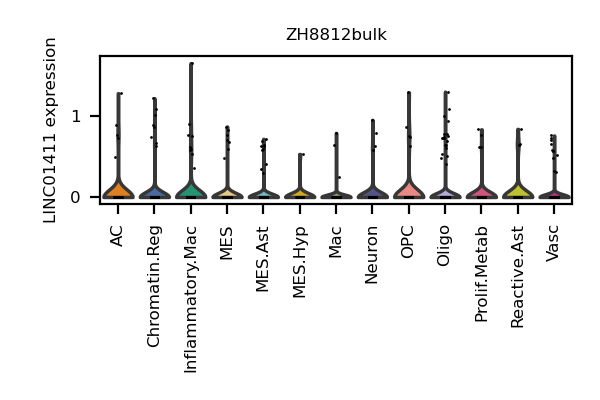 ZH8812bulk
LINC01411 expression
1
0
AC
Chromatin.Reg
Inflammatory.Mac
MES
MES.Ast
MES.Hyp
Mac
Neuron
OPC
Oligo
Prolif.Metab
Reactive.Ast
Vasc